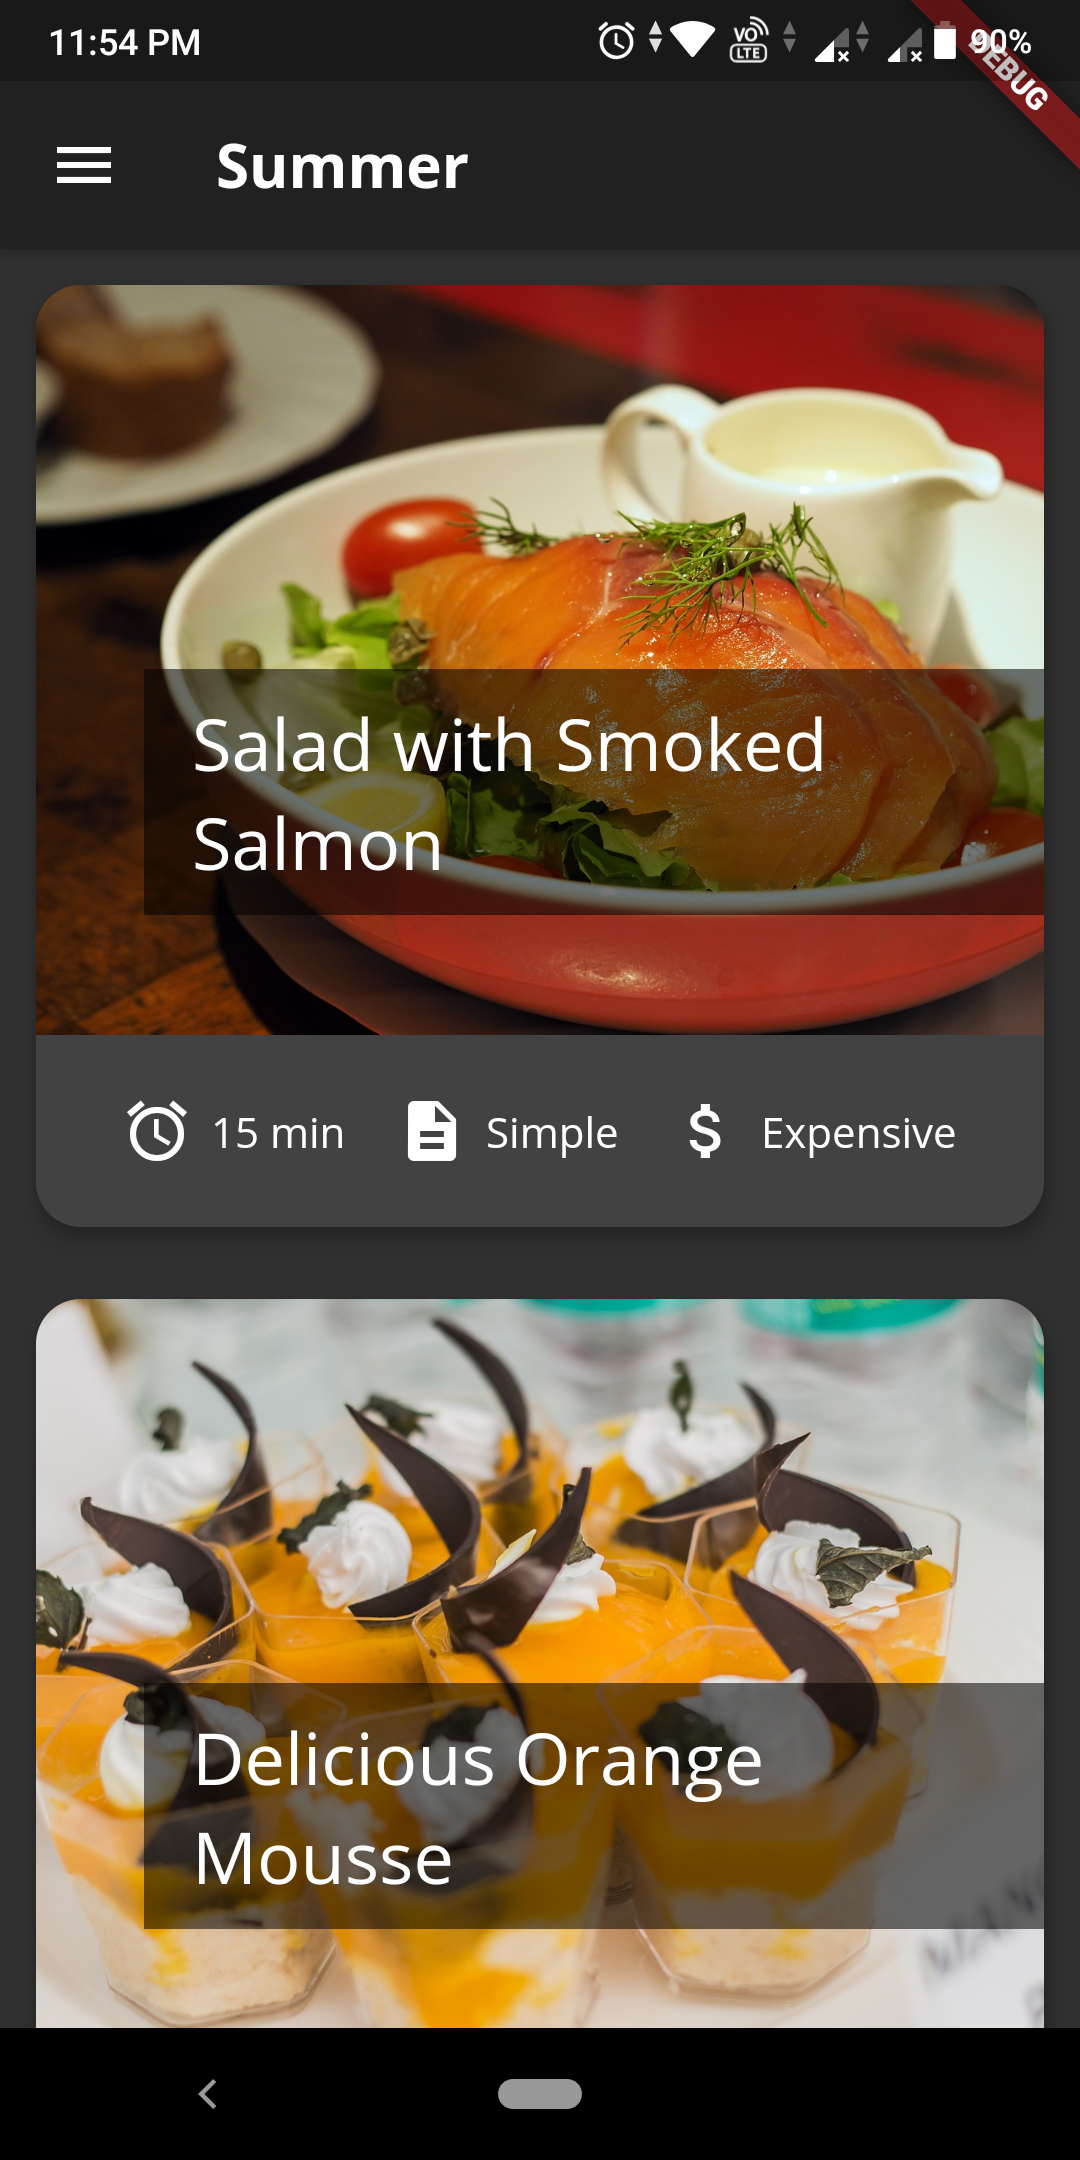 11:54 PM VO LTE 90%
DEBUG
Summer
Salad with Smoked
Salmon
15 min Simple Expensive
Delicious Orange
Mousse